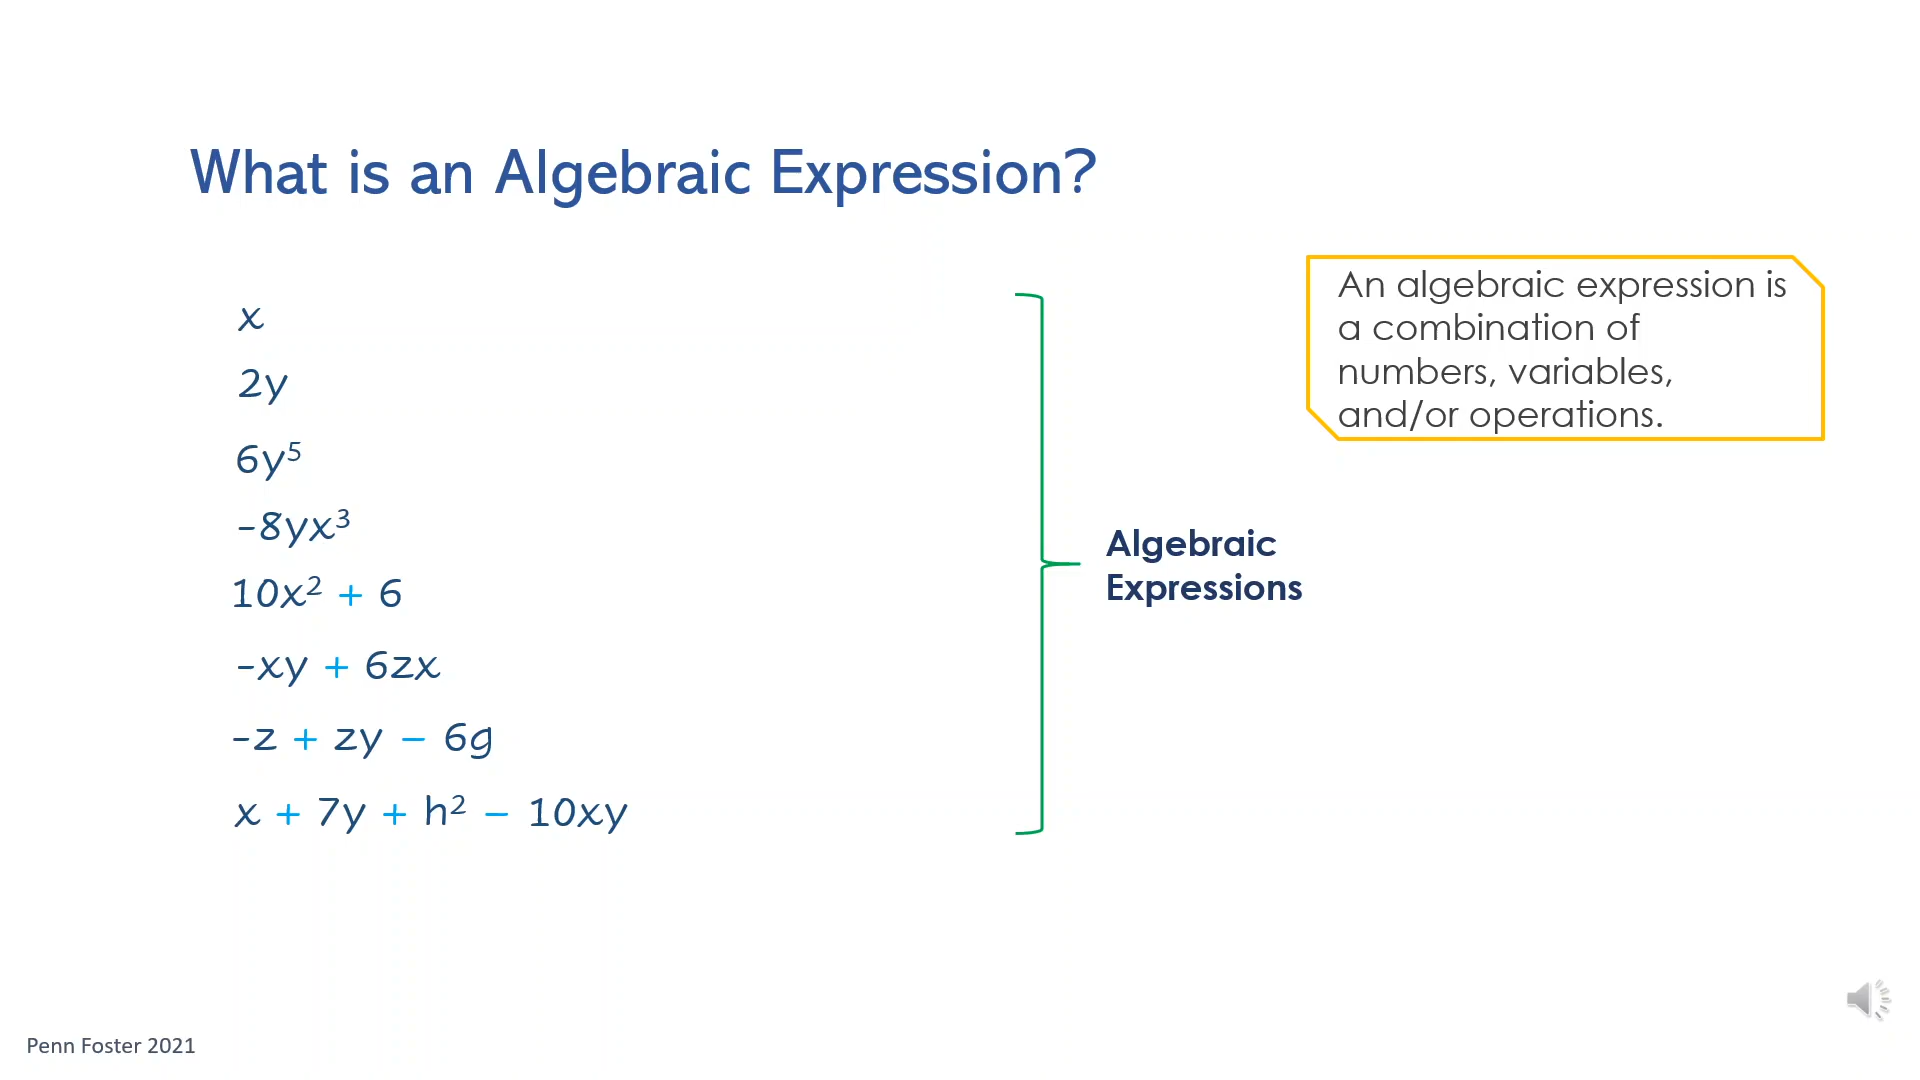 What is an Algebraic Expression?
x
2y
6y⁵
-8yx³
10x² + 6
-xy + 6zx
-z + zy − 6g
x + 7y + h² − 10xy
Algebraic
Expressions
An algebraic expression is
a combination of
numbers, variables,
and/or operations.
Penn Foster 2021